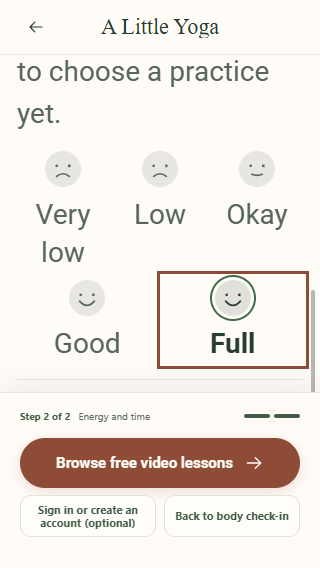 A Little Yoga
to choose a practice
yet.
Very
low
Low
Okay
Good
Full
Step 2 of 2 Energy and time
Browse free video lessons
Sign in or create an
account (optional)
Back to body check-in